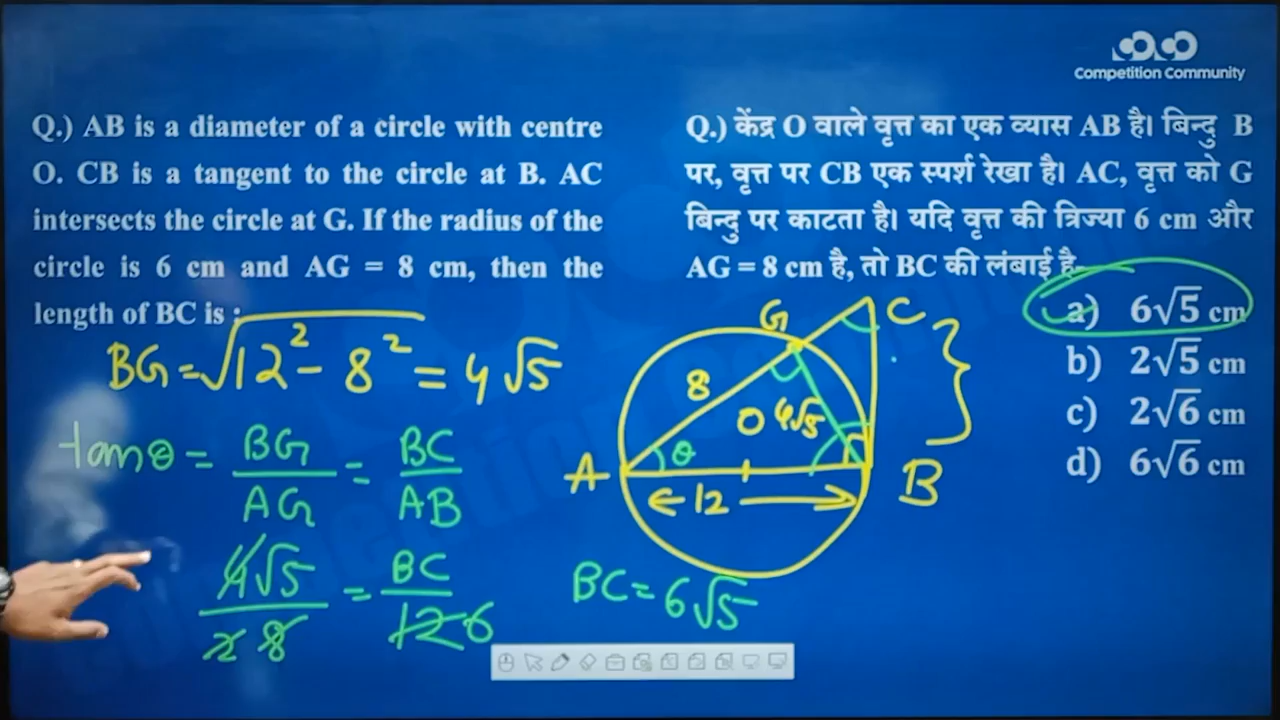 Competition Community
Q.) AB is a diameter of a circle with centre
O. CB is a tangent to the circle at B. AC
intersects the circle at G. If the radius of the
circle is 6 cm and AG = 8 cm, then the
length of BC is :
Q.) केंद्र O वाले वृत्त का एक व्यास AB है। बिन्दु B
पर, वृत्त पर CB एक स्पर्श रेखा है। AC, वृत्त को G
बिन्दु पर काटता है। यदि वृत्त की त्रिज्या 6 cm और
AG = 8 cm है, तो BC की लंबाई है-
a) 6√5 cm
b) 2√5 cm
c) 2√6 cm
d) 6√6 cm
BG = √12² - 8² = 4√5
tanθ = BG/AG = BC/AB
4√5/2 8 = BC/12 6
G
C
8
O
4√5
A
θ
B
12
BC = 6√5